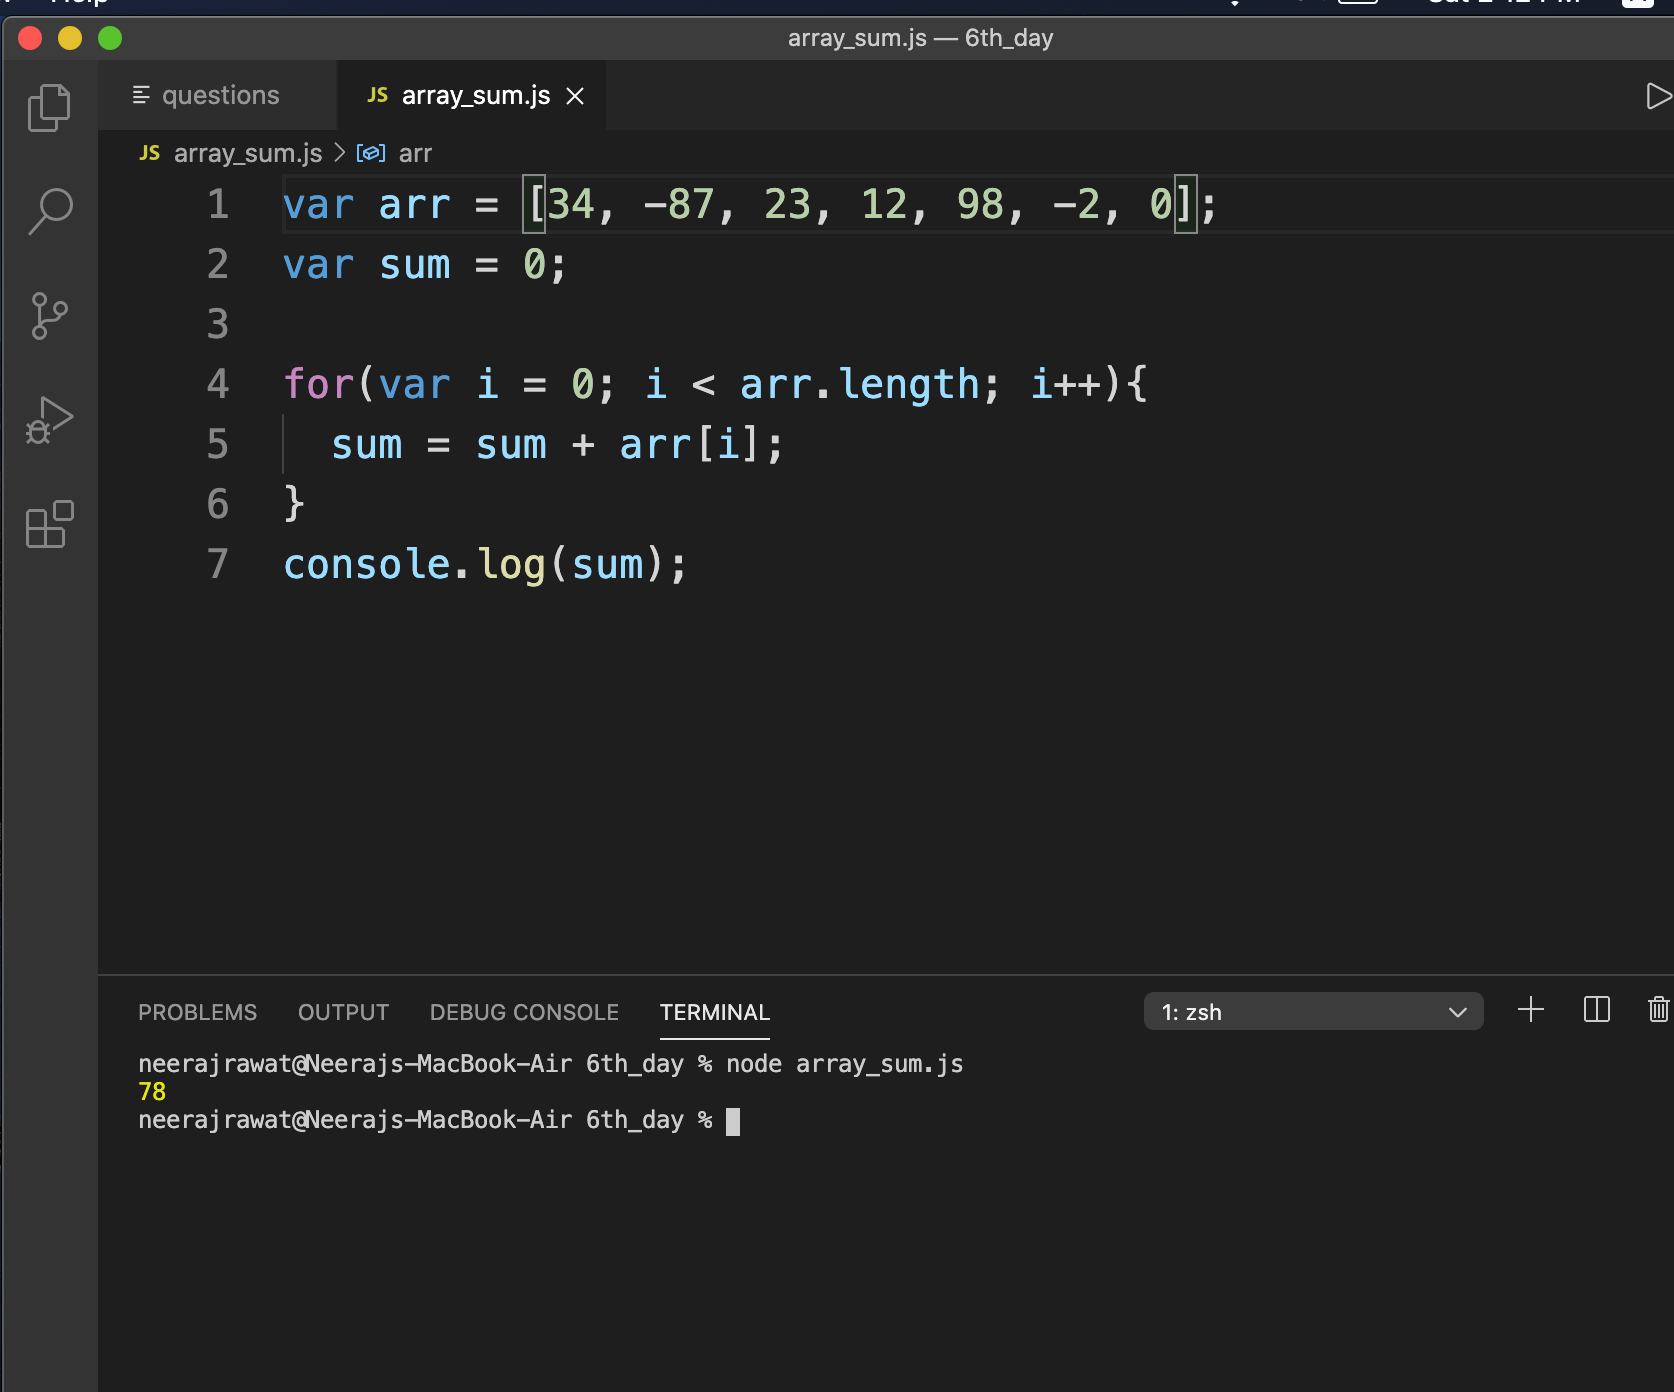 Help
array_sum.js — 6th_day
questions
JS array_sum.js
JS array_sum.js > arr
1 var arr = [34, -87, 23, 12, 98, -2, 0];
2 var sum = 0;
3
4 for(var i = 0; i < arr.length; i++){
5 sum = sum + arr[i];
6 }
7 console.log(sum);
PROBLEMS OUTPUT DEBUG CONSOLE TERMINAL 1: zsh
neerajrawat@Neerajs-MacBook-Air 6th_day % node array_sum.js
78
neerajrawat@Neerajs-MacBook-Air 6th_day %